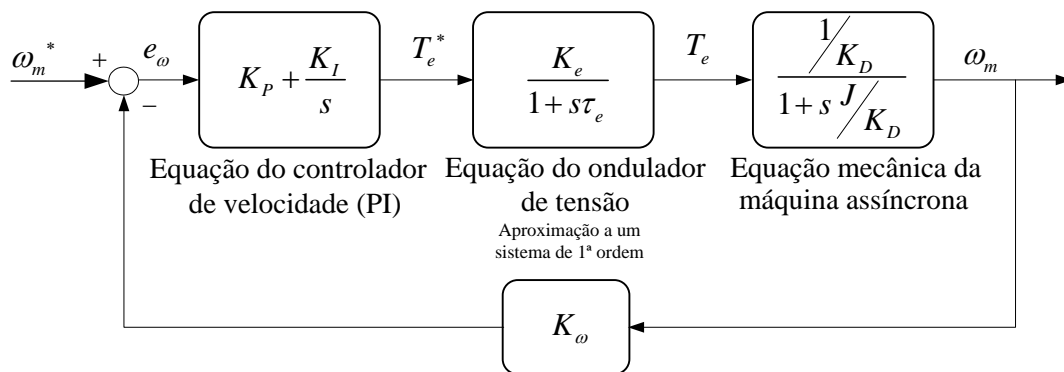 ω_m^* + − e_ω K_P + K_I/s T_e^* K_e/(1 + sτ_e) T_e (1/K_D)/(1 + s J/K_D) ω_m
Equação do controlador
de velocidade (PI)
Equação do ondulador
de tensão
Aproximação a um
sistema de 1ª ordem
Equação mecânica da
máquina assíncrona
K_ω